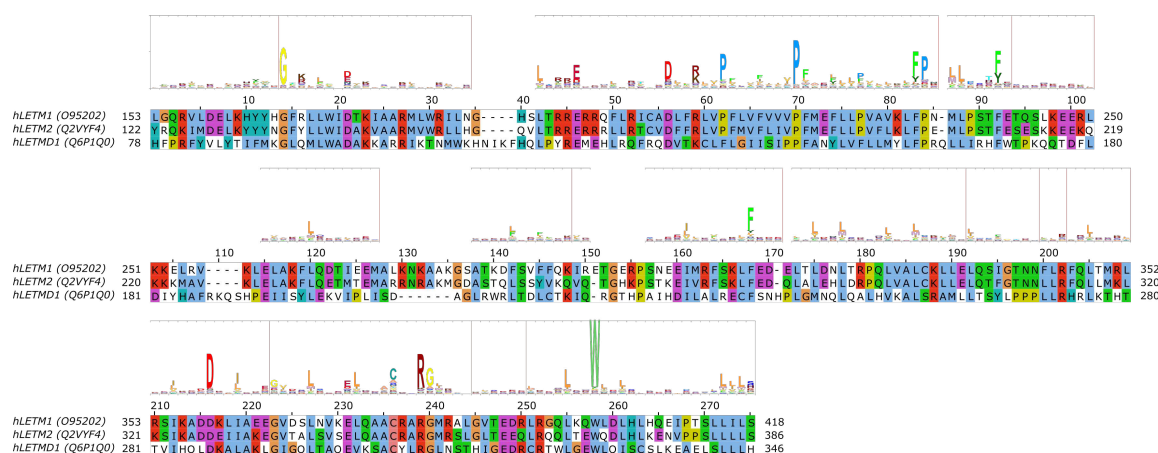 10 20 30 40 50 60 70 80 90 100
hLETM1 (O95202) 153 LGQRVLDELKHYYHGFRLLWIDTKIAARMLWRILNG----HSLTRRERRQFLRICADLFRLVPFLVFVVVPFMEFLLPVAVKLFPN-MLPSTFETQSLKEERL 250
hLETM2 (Q2VYF4) 122 YRQKIMDELKYYYNGFYLLWIDAKVAARMVWRLLHG----QVLTRRERRRLLRTCVDFFRLVPFMVFLIVPFMEFLLPVFLKLFPE-MLPSTFESESKKEEKQ 219
hLETMD1 (Q6P1Q0) 78 HFPRFYVLYTIFMKGLQMLWADAKKARRIKTNMWKHNIKFHQLPYREMEHLRQFRQDVTKCLFLGIISIPPFANYLVFLLMYLFPRQLLIRHFWTPKQQTDFL 180
110 120 130 140 150 160 170 180 190 200
hLETM1 (O95202) 251 KKELRV----KLELAKFLQDTIEEMALKNKAAKGSATKDFSVFFQKIRETGERPSNEEIMRFSKLFED-ELTLDNLTRPQLVALCKLLELQSIGTNNFLRFQLTMRL 352
hLETM2 (Q2VYF4) 220 KKKMAV----KLELAKFLQETMTEMARRNRAKMGDASTQLSSYVKQVQ-TGHKPSTKEIVRFSKLFED-QLALEHLDRPQLVALCKLLELQTFGTNNLLRFQLLMKL 320
hLETMD1 (Q6P1Q0) 181 DIYHAFRKQSHPEIISYLEKVIPLISD------AGLRWRLTDLCTKIQ-RGTHPAIHDILALRECFSNHPLGMNQLQALHVKALSRAMLLTSYLPPPLLRHRLKTHT 280
210 220 230 240 250 260 270
hLETM1 (O95202) 353 RSIKADDKLIAEEGVDSLNVKELQAACRARGMRALGVTEDRLRGQLKQWLDLHLHQEIPTSLLILS 418
hLETM2 (Q2VYF4) 321 KSIKADDEIIAKEGVTALSVSELQAACRARGMRSLGLTEEQLRQQLTEWQDLHLKENVPPSLLLLS 386
hLETMD1 (Q6P1Q0) 281 TVIHQLDKALAKLGIGQLTAQEVKSACYLRGLNSTHIGEDRCRTWLGEWLQISCSLKEAELSLLLH 346